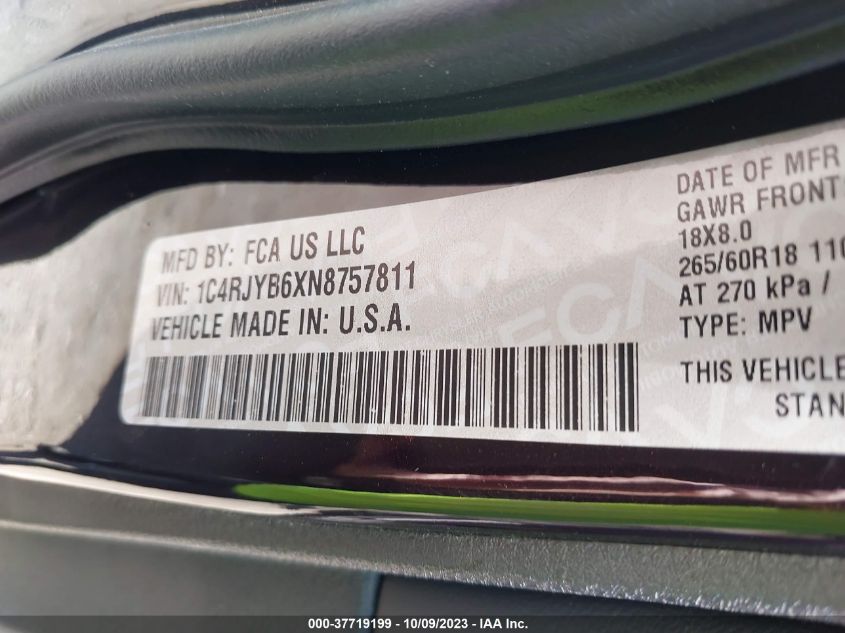 MFD BY: FCA US LLC
VIN: 1C4RJYB6XN8757811
VEHICLE MADE IN: U.S.A.
DATE OF MFR
GAWR FRONT
18X8.0
265/60R18 110
AT 270 kPa /
TYPE: MPV
THIS VEHICLE
STAN
000-37719199 - 10/09/2023 - IAA Inc.